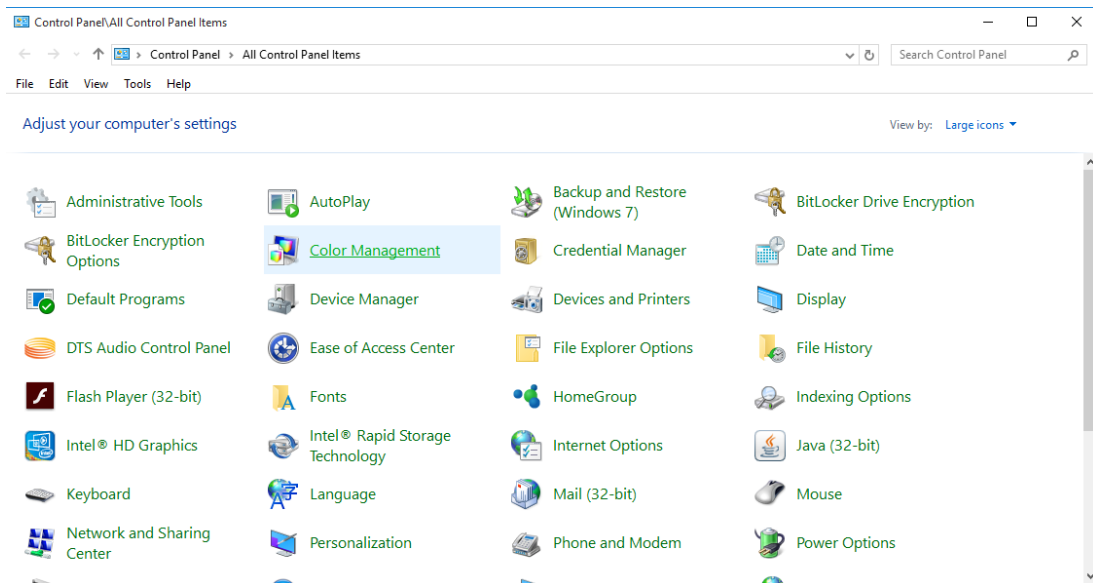 Control Panel\All Control Panel Items
Control Panel › All Control Panel Items
Search Control Panel
File Edit View Tools Help
Adjust your computer's settings
View by: Large icons
Administrative Tools
AutoPlay
Backup and Restore
(Windows 7)
BitLocker Drive Encryption
BitLocker Encryption
Options
Color Management
Credential Manager
Date and Time
Default Programs
Device Manager
Devices and Printers
Display
DTS Audio Control Panel
Ease of Access Center
File Explorer Options
File History
Flash Player (32-bit)
Fonts
HomeGroup
Indexing Options
Intel® HD Graphics
Intel® Rapid Storage
Technology
Internet Options
Java (32-bit)
Keyboard
Language
Mail (32-bit)
Mouse
Network and Sharing
Center
Personalization
Phone and Modem
Power Options